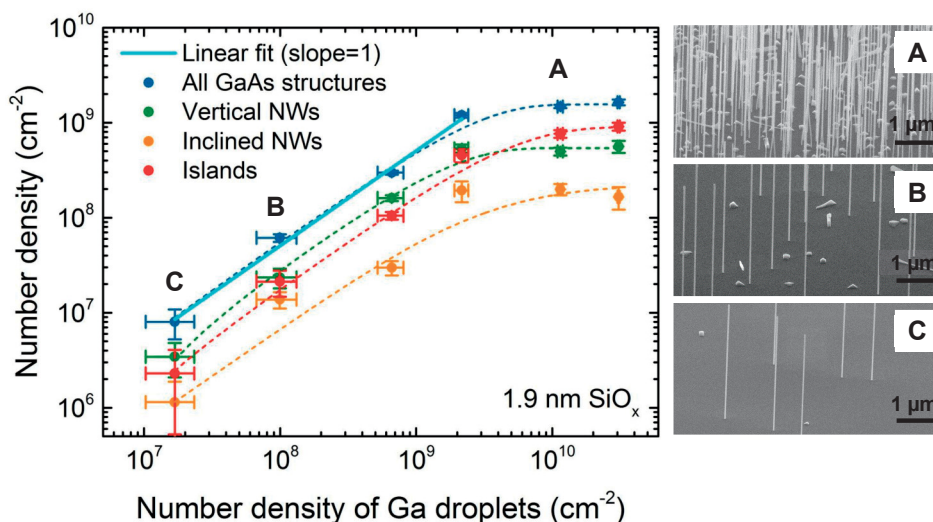 10^10
10^9
10^8
10^7
10^6
Number density (cm^-2)
Linear fit (slope=1)
All GaAs structures
Vertical NWs
Inclined NWs
Islands
A
B
C
1.9 nm SiO_x
10^7 10^8 10^9 10^10
Number density of Ga droplets (cm^-2)
A
1 µm
B
1 µm
C
1 µm